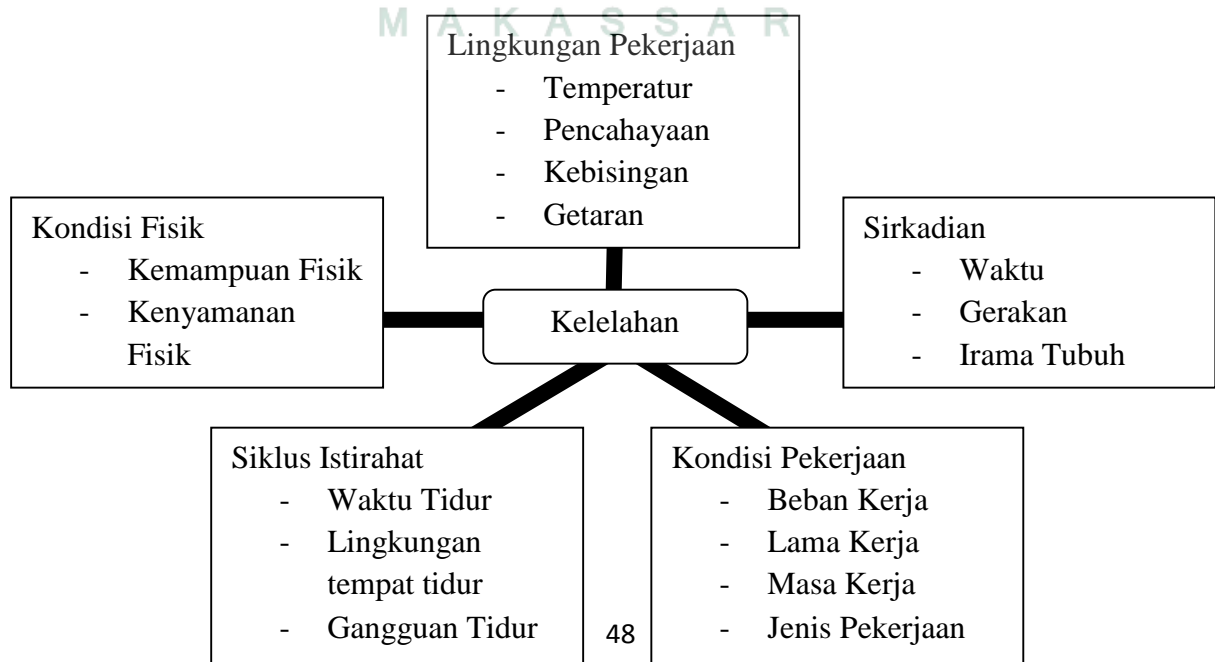 MAKASSAR
Lingkungan Pekerjaan
- Temperatur
- Pencahayaan
- Kebisingan
- Getaran
Kondisi Fisik
- Kemampuan Fisik
- Kenyamanan
Fisik
Kelelahan
Sirkadian
- Waktu
- Gerakan
- Irama Tubuh
Siklus Istirahat
- Waktu Tidur
- Lingkungan
tempat tidur
- Gangguan Tidur
48
Kondisi Pekerjaan
- Beban Kerja
- Lama Kerja
- Masa Kerja
- Jenis Pekerjaan